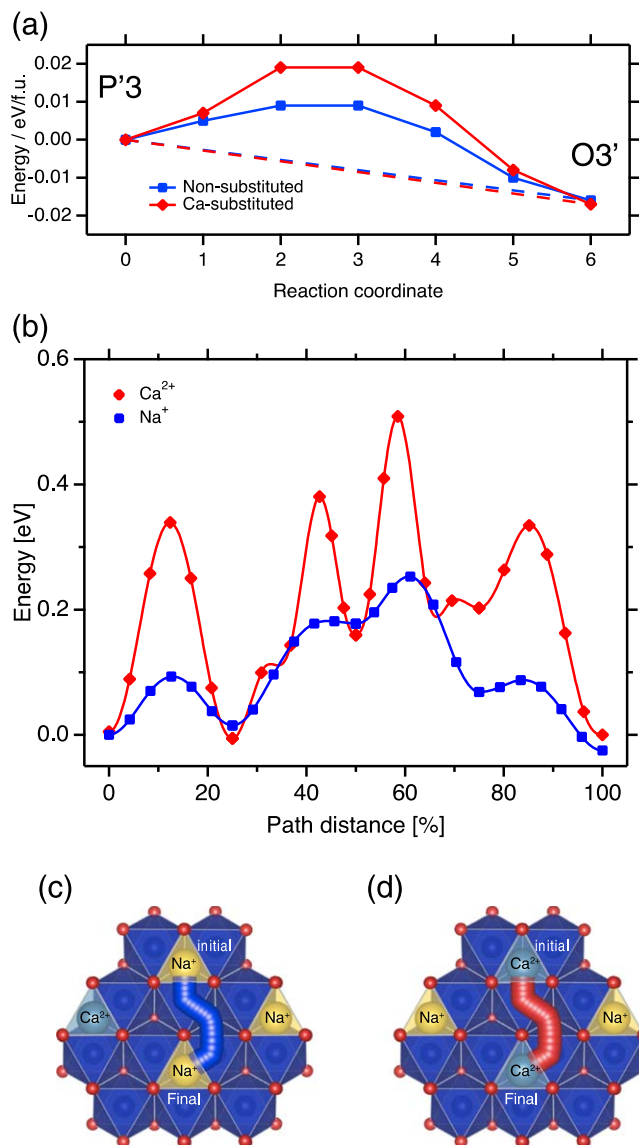 (a)
Energy / eV/f.u.
0.02
0.01
0.00
-0.01
-0.02
P'3
O3'
Non-substituted
Ca-substituted
0 1 2 3 4 5 6
Reaction coordinate
(b)
Energy [eV]
0.6
0.4
0.2
0.0
Ca²⁺
Na⁺
0 20 40 60 80 100
Path distance [%]
(c) (d)
initial initial
Na⁺ Ca²⁺
Ca²⁺ Na⁺ Na⁺ Na⁺
Na⁺ Ca²⁺
Final Final